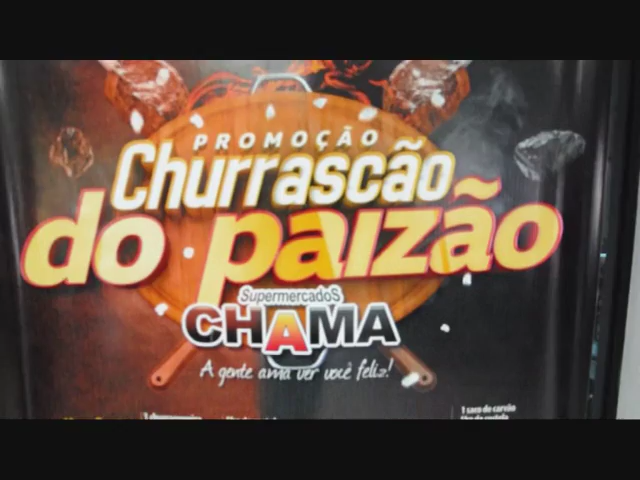 PROMOÇÃO
Churrascão
do paizão
SupermercadoS
CHAMA
A gente ama ver você feliz!
1 saco de carvão